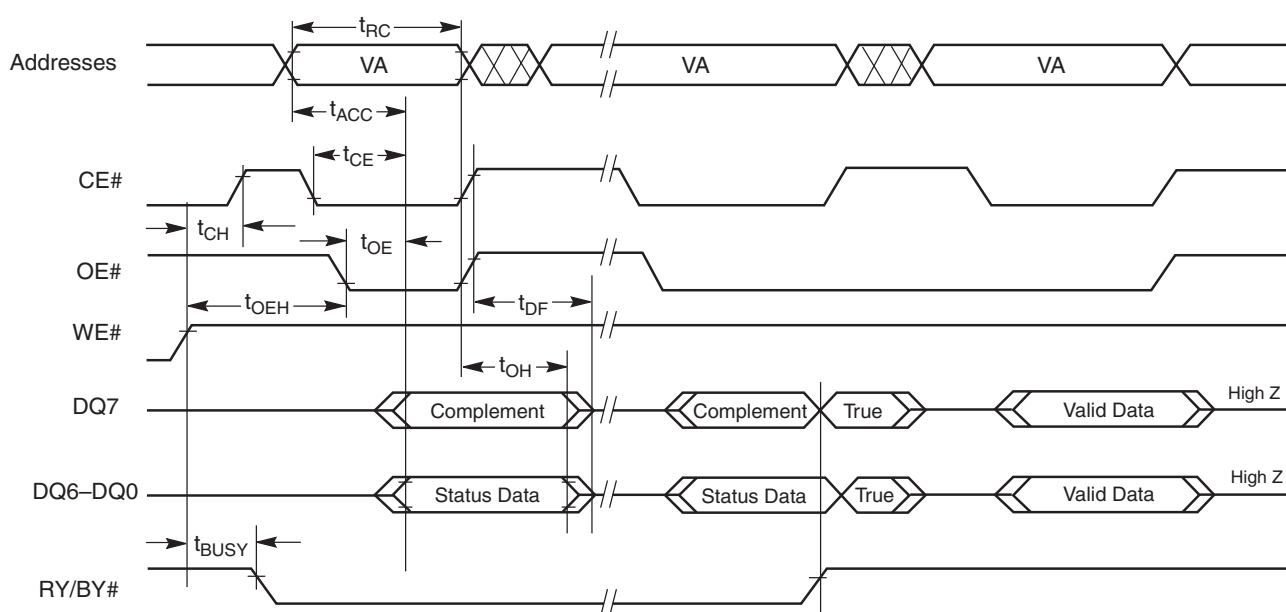 tRC
Addresses VA VA VA
tACC
tCE
CE#
tCH
tOE
OE#
tOEH tDF
WE#
tOH
DQ7 Complement Complement True Valid Data High Z
DQ6–DQ0 Status Data Status Data True Valid Data High Z
tBUSY
RY/BY#